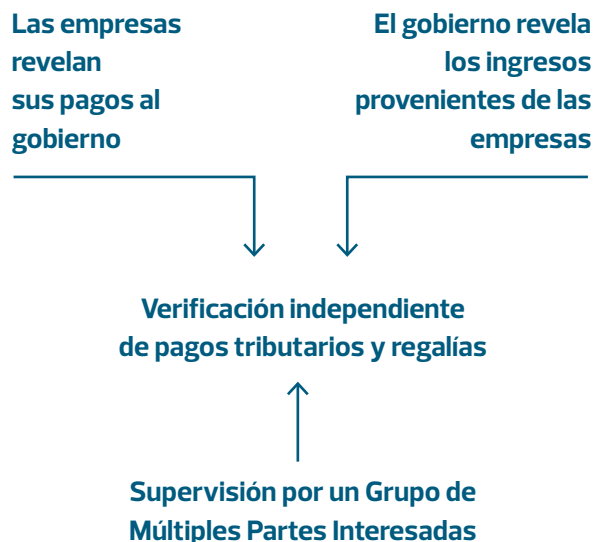 Las empresas
revelan
sus pagos al
gobierno
El gobierno revela
los ingresos
provenientes de las
empresas
Verificación independiente
de pagos tributarios y regalías
Supervisión por un Grupo de
Múltiples Partes Interesadas